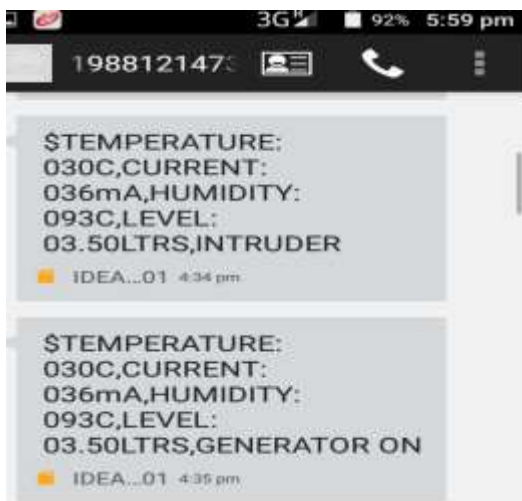 3G H 92% 5:59 pm
198812147
$TEMPERATURE:
030C,CURRENT:
036mA,HUMIDITY:
093C,LEVEL:
03.50LTRS,INTRUDER
IDEA...01 4:34 pm
$TEMPERATURE:
030C,CURRENT:
036mA,HUMIDITY:
093C,LEVEL:
03.50LTRS,GENERATOR ON
IDEA...01 4:35 pm